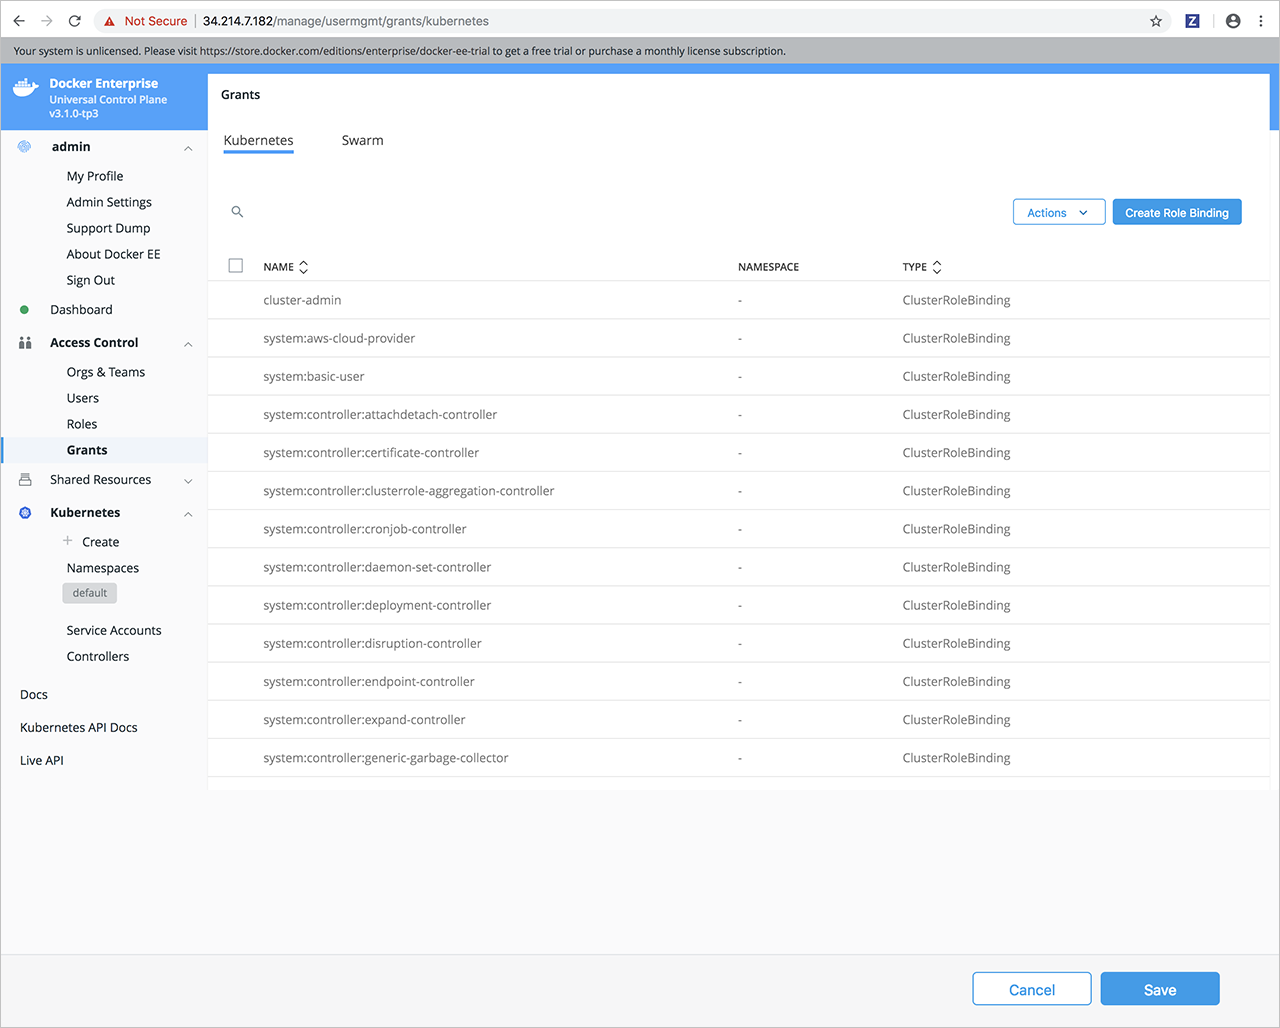 Not Secure | 34.214.7.182/manage/usermgmt/grants/kubernetes
Z
Your system is unlicensed. Please visit https://store.docker.com/editions/enterprise/docker-ee-trial to get a free trial or purchase a monthly license subscription.
Docker Enterprise
Universal Control Plane
v3.1.0-tp3
admin
My Profile
Admin Settings
Support Dump
About Docker EE
Sign Out
Dashboard
Access Control
Orgs & Teams
Users
Roles
Grants
Shared Resources
Kubernetes
+ Create
Namespaces
default
Service Accounts
Controllers
Docs
Kubernetes API Docs
Live API
Grants
Kubernetes Swarm
Actions Create Role Binding
NAME NAMESPACE TYPE
cluster-admin - ClusterRoleBinding
system:aws-cloud-provider - ClusterRoleBinding
system:basic-user - ClusterRoleBinding
system:controller:attachdetach-controller - ClusterRoleBinding
system:controller:certificate-controller - ClusterRoleBinding
system:controller:clusterrole-aggregation-controller - ClusterRoleBinding
system:controller:cronjob-controller - ClusterRoleBinding
system:controller:daemon-set-controller - ClusterRoleBinding
system:controller:deployment-controller - ClusterRoleBinding
system:controller:disruption-controller - ClusterRoleBinding
system:controller:endpoint-controller - ClusterRoleBinding
system:controller:expand-controller - ClusterRoleBinding
system:controller:generic-garbage-collector - ClusterRoleBinding
Cancel Save